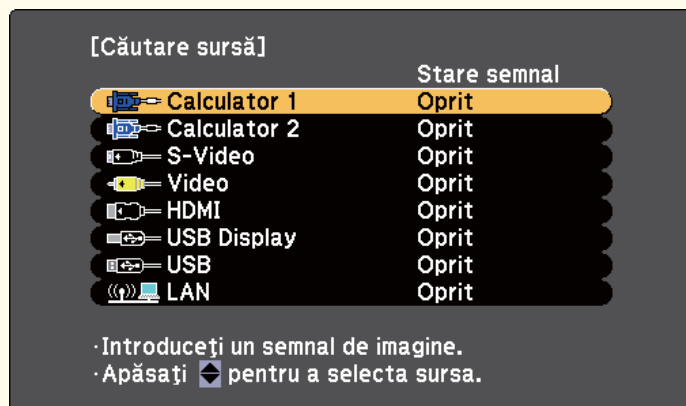 [Căutare sursă]
Stare semnal
Calculator 1 Oprit
Calculator 2 Oprit
S-Video Oprit
Video Oprit
HDMI Oprit
USB Display Oprit
USB Oprit
LAN Oprit
·Introduceţi un semnal de imagine.
·Apăsaţi pentru a selecta sursa.